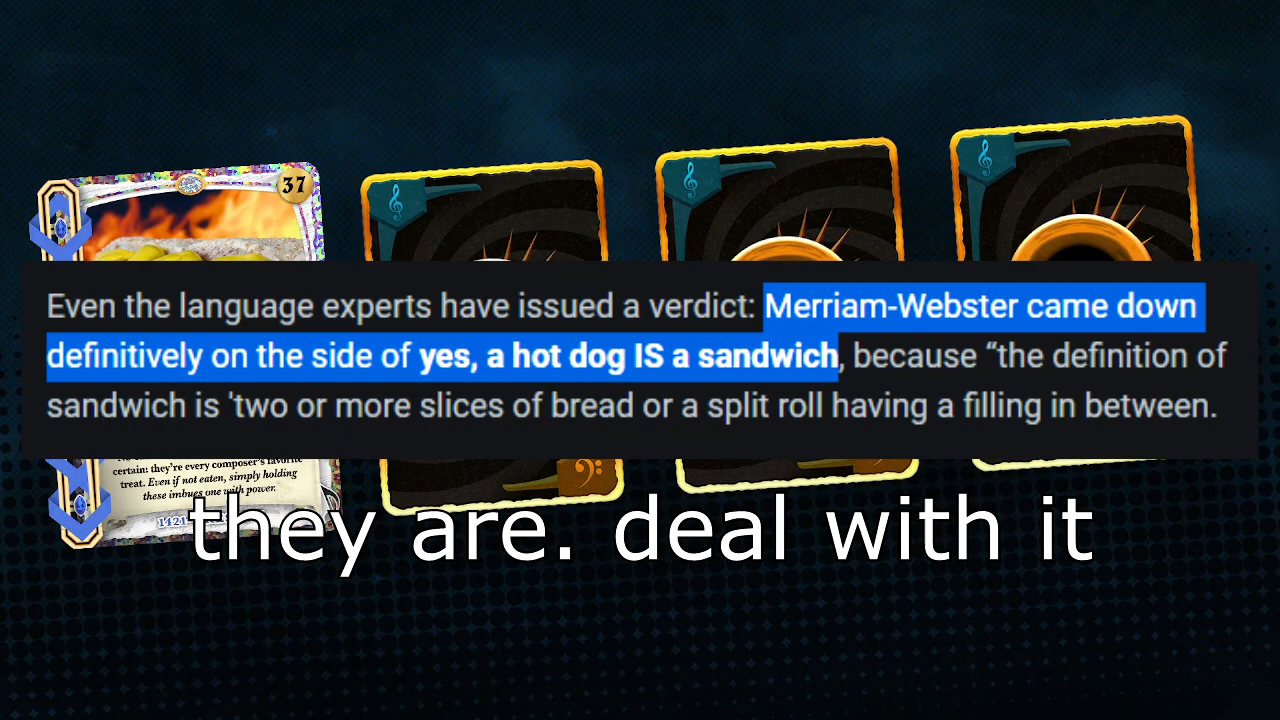 37
Even the language experts have issued a verdict: Merriam-Webster came down
definitively on the side of yes, a hot dog IS a sandwich, because “the definition of
sandwich is 'two or more slices of bread or a split roll having a filling in between.
certain: they're every composer's favorite
treat. Even if not eaten, simply holding
these imbues one with power.
they are. deal with it